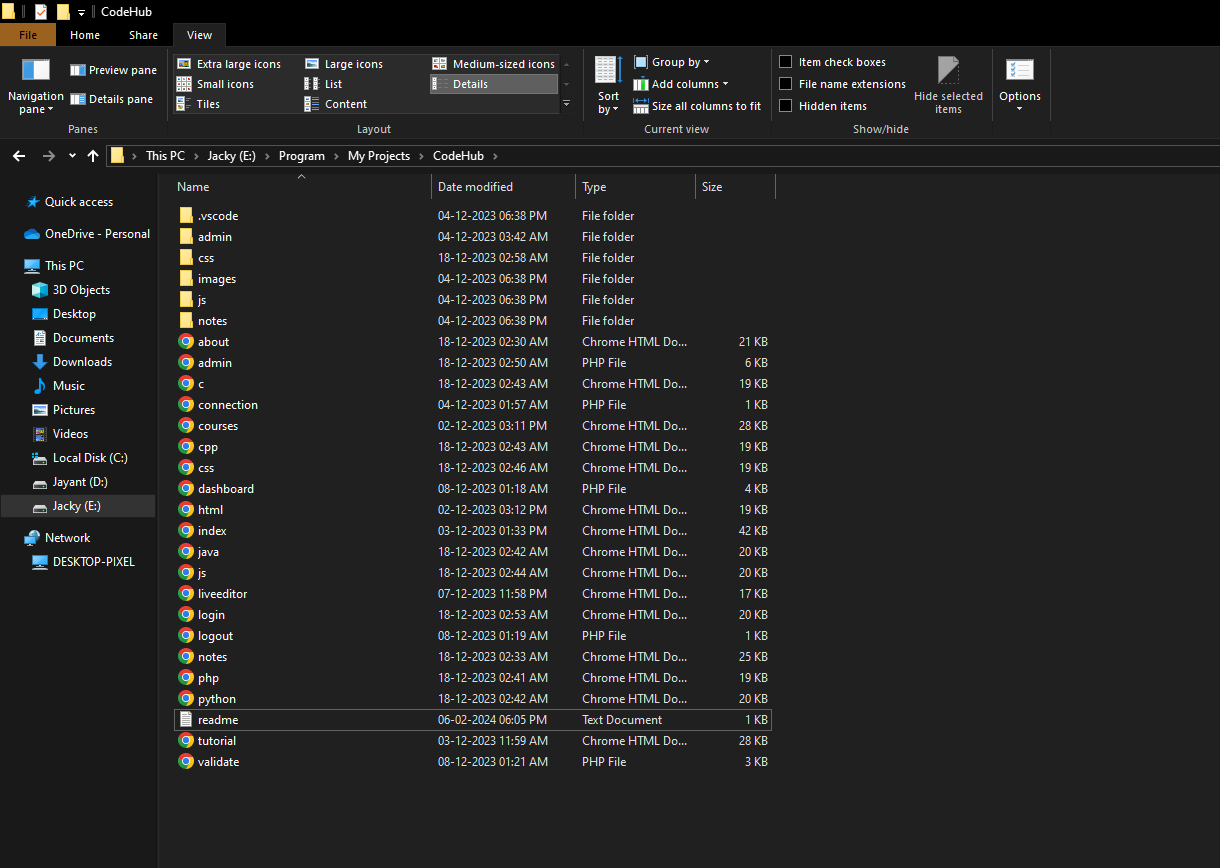 CodeHub
File Home Share View
Navigation pane
Preview pane
Details pane
Panes
Extra large icons Large icons Medium-sized icons
Small icons List Details
Tiles Content
Layout
Sort by
Group by
Add columns
Size all columns to fit
Current view
Item check boxes
File name extensions
Hidden items
Hide selected items
Show/hide
Options
This PC Jacky (E:) Program My Projects CodeHub
Quick access
OneDrive - Personal
This PC
3D Objects
Desktop
Documents
Downloads
Music
Pictures
Videos
Local Disk (C:)
Jayant (D:)
Jacky (E:)
Network
DESKTOP-PIXEL
Name Date modified Type Size
.vscode 04-12-2023 06:38 PM File folder
admin 04-12-2023 03:42 AM File folder
css 18-12-2023 02:58 AM File folder
images 04-12-2023 06:38 PM File folder
js 04-12-2023 06:38 PM File folder
notes 04-12-2023 06:38 PM File folder
about 18-12-2023 02:30 AM Chrome HTML Do... 21 KB
admin 18-12-2023 02:50 AM PHP File 6 KB
c 18-12-2023 02:43 AM Chrome HTML Do... 19 KB
connection 04-12-2023 01:57 AM PHP File 1 KB
courses 02-12-2023 03:11 PM Chrome HTML Do... 28 KB
cpp 18-12-2023 02:43 AM Chrome HTML Do... 19 KB
css 18-12-2023 02:46 AM Chrome HTML Do... 19 KB
dashboard 08-12-2023 01:18 AM PHP File 4 KB
html 02-12-2023 03:12 PM Chrome HTML Do... 19 KB
index 03-12-2023 01:33 PM Chrome HTML Do... 42 KB
java 18-12-2023 02:42 AM Chrome HTML Do... 20 KB
js 18-12-2023 02:44 AM Chrome HTML Do... 20 KB
liveeditor 07-12-2023 11:58 PM Chrome HTML Do... 17 KB
login 18-12-2023 02:53 AM Chrome HTML Do... 20 KB
logout 08-12-2023 01:19 AM PHP File 1 KB
notes 18-12-2023 02:33 AM Chrome HTML Do... 25 KB
php 18-12-2023 02:41 AM Chrome HTML Do... 19 KB
python 18-12-2023 02:42 AM Chrome HTML Do... 20 KB
readme 06-02-2024 06:05 PM Text Document 1 KB
tutorial 03-12-2023 11:59 AM Chrome HTML Do... 28 KB
validate 08-12-2023 01:21 AM PHP File 3 KB